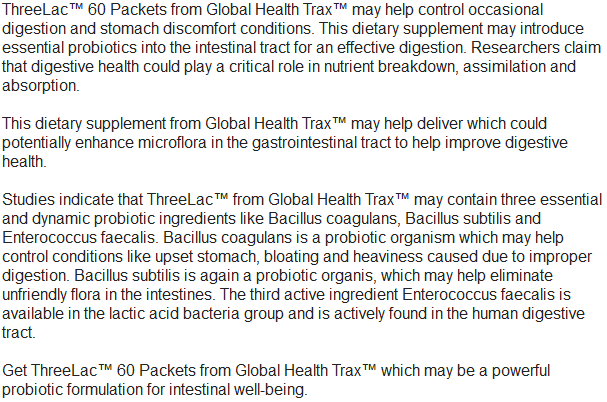 ThreeLac™ 60 Packets from Global Health Trax™ may help control occasional
digestion and stomach discomfort conditions. This dietary supplement may introduce
essential probiotics into the intestinal tract for an effective digestion. Researchers claim
that digestive health could play a critical role in nutrient breakdown, assimilation and
absorption.
This dietary supplement from Global Health Trax™ may help deliver which could
potentially enhance microflora in the gastrointestinal tract to help improve digestive
health.
Studies indicate that ThreeLac™ from Global Health Trax™ may contain three essential
and dynamic probiotic ingredients like Bacillus coagulans, Bacillus subtilis and
Enterococcus faecalis. Bacillus coagulans is a probiotic organism which may help
control conditions like upset stomach, bloating and heaviness caused due to improper
digestion. Bacillus subtilis is again a probiotic organis, which may help eliminate
unfriendly flora in the intestines. The third active ingredient Enterococcus faecalis is
available in the lactic acid bacteria group and is actively found in the human digestive
tract.
Get ThreeLac™ 60 Packets from Global Health Trax™ which may be a powerful
probiotic formulation for intestinal well-being.